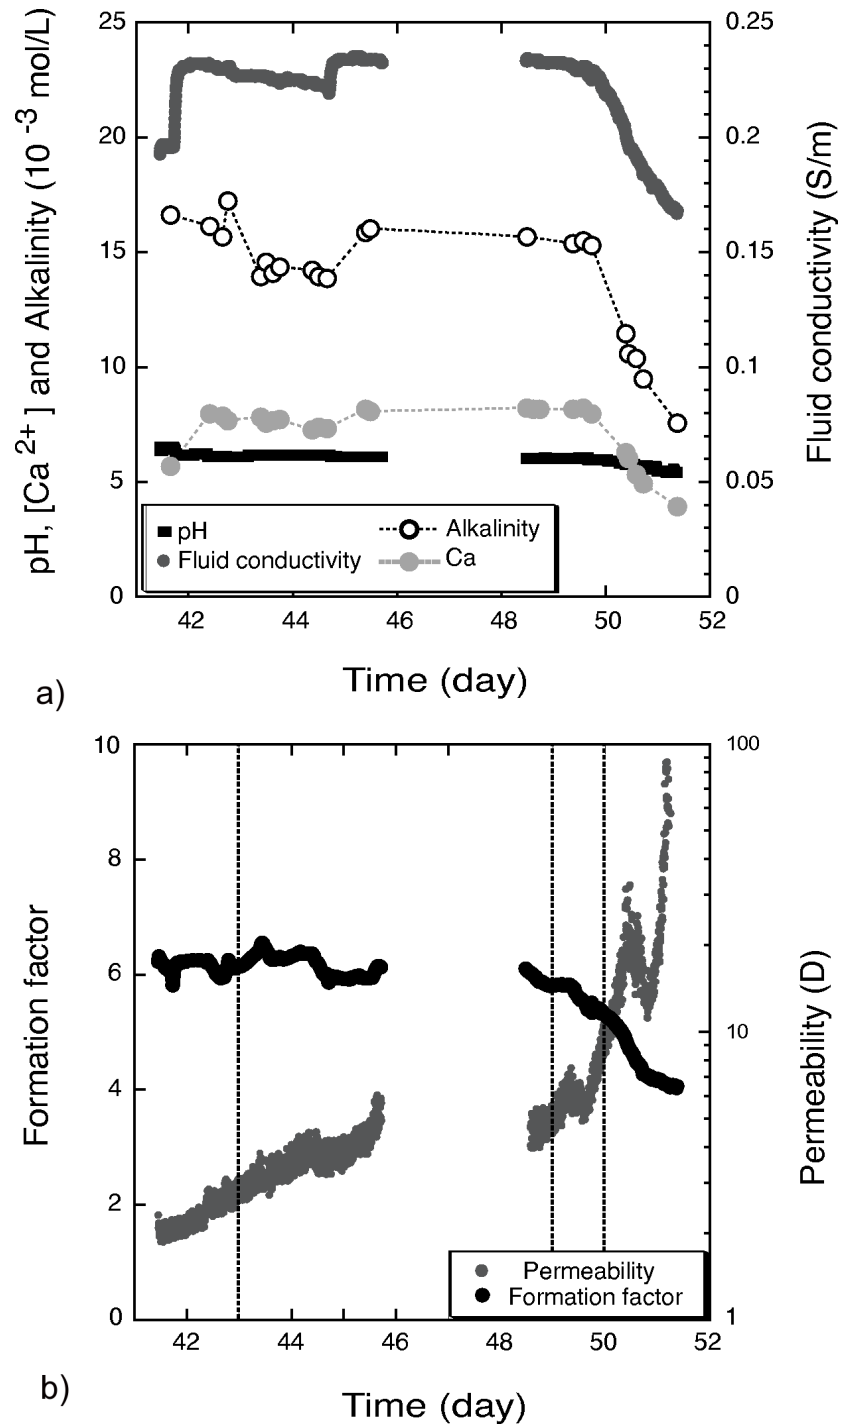 pH, [Ca 2+ ] and Alkalinity (10 -3 mol/L)
25
20
15
10
5
0
0.25
0.2
0.15
0.1
0.05
0
Fluid conductivity (S/m)
pH
Fluid conductivity
Alkalinity
Ca
42 44 46 48 50 52
Time (day)
a)
Formation factor
10
8
6
4
2
0
100
10
1
Permeability (D)
Permeability
Formation factor
42 44 46 48 50 52
Time (day)
b)